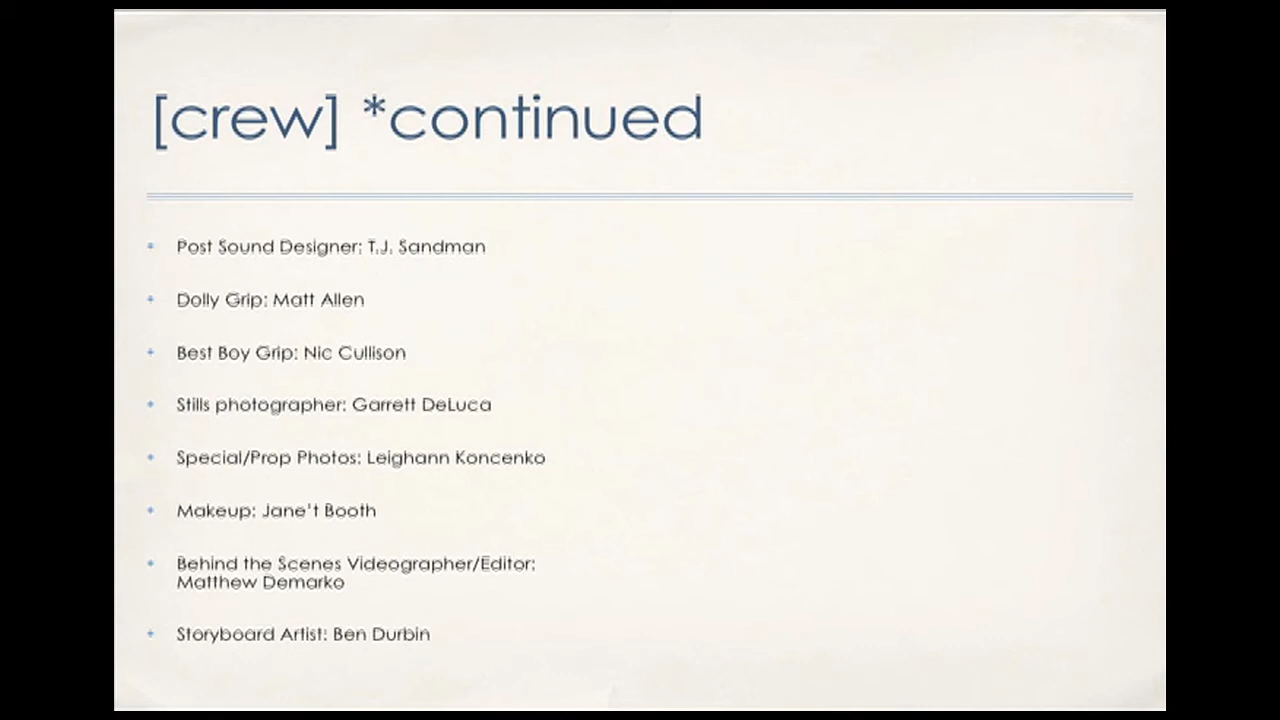 [crew] *continued
Post Sound Designer: T.J. Sandman
Dolly Grip: Matt Allen
Best Boy Grip: Nic Cullison
Stills photographer: Garrett DeLuca
Special/Prop Photos: Leighann Koncenko
Makeup: Jane't Booth
Behind the Scenes Videographer/Editor:
Matthew Demarko
Storyboard Artist: Ben Durbin